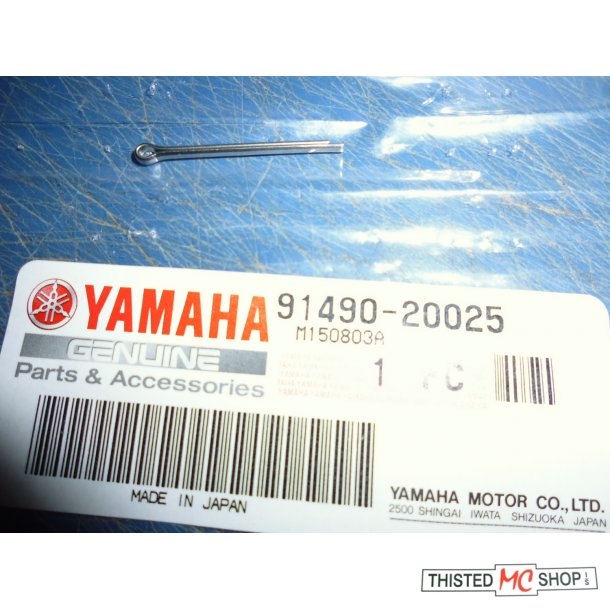 YAMAHA 91490-20025
M150803A
GENUINE
Parts & Accessories
1 PC
MADE IN JAPAN
YAMAHA MOTOR CO.,LTD.
2500 SHINGAI IWATA SHIZUOKA JAPAN
THISTED MC SHOP I/S